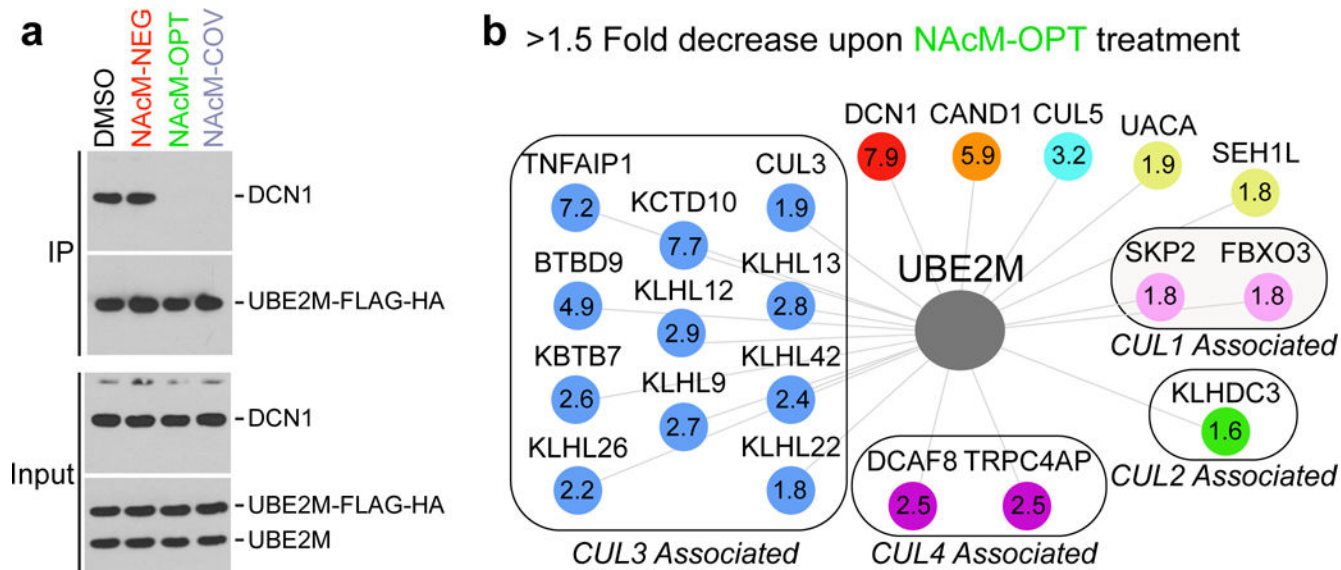 a
DMSO
NAcM-NEG
NAcM-OPT
NAcM-COV
IP
DCN1
UBE2M-FLAG-HA
Input
DCN1
UBE2M-FLAG-HA
UBE2M
b >1.5 Fold decrease upon NAcM-OPT treatment
TNFAIP1
7.2
KCTD10
7.7
CUL3
1.9
BTBD9
4.9
KLHL12
2.9
KLHL13
2.8
KBTB7
2.6
KLHL9
2.7
KLHL42
2.4
KLHL26
2.2
KLHL22
1.8
CUL3 Associated
DCN1
7.9
CAND1
5.9
CUL5
3.2
UACA
1.9
SEH1L
1.8
UBE2M
SKP2
1.8
FBXO3
1.8
CUL1 Associated
KLHDC3
1.6
CUL2 Associated
DCAF8
2.5
TRPC4AP
2.5
CUL4 Associated